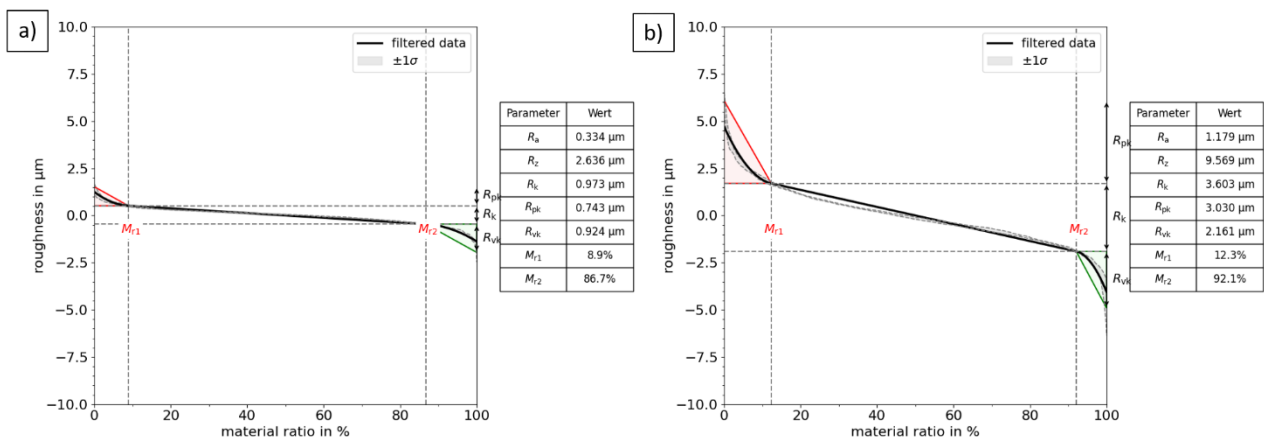 a)
10.0
7.5
5.0
2.5
0.0
−2.5
−5.0
−7.5
−10.0
roughness in µm
0 20 40 60 80 100
material ratio in %
filtered data
±1σ
Mr1
Mr2
Rpk
Rk
Rvk
Parameter Wert
Ra 0.334 µm
Rz 2.636 µm
Rk 0.973 µm
Rpk 0.743 µm
Rvk 0.924 µm
Mr1 8.9%
Mr2 86.7%
b)
10.0
7.5
5.0
2.5
0.0
−2.5
−5.0
−7.5
−10.0
roughness in µm
0 20 40 60 80 100
material ratio in %
filtered data
±1σ
Mr1
Mr2
Rpk
Rk
Rvk
Parameter Wert
Ra 1.179 µm
Rz 9.569 µm
Rk 3.603 µm
Rpk 3.030 µm
Rvk 2.161 µm
Mr1 12.3%
Mr2 92.1%